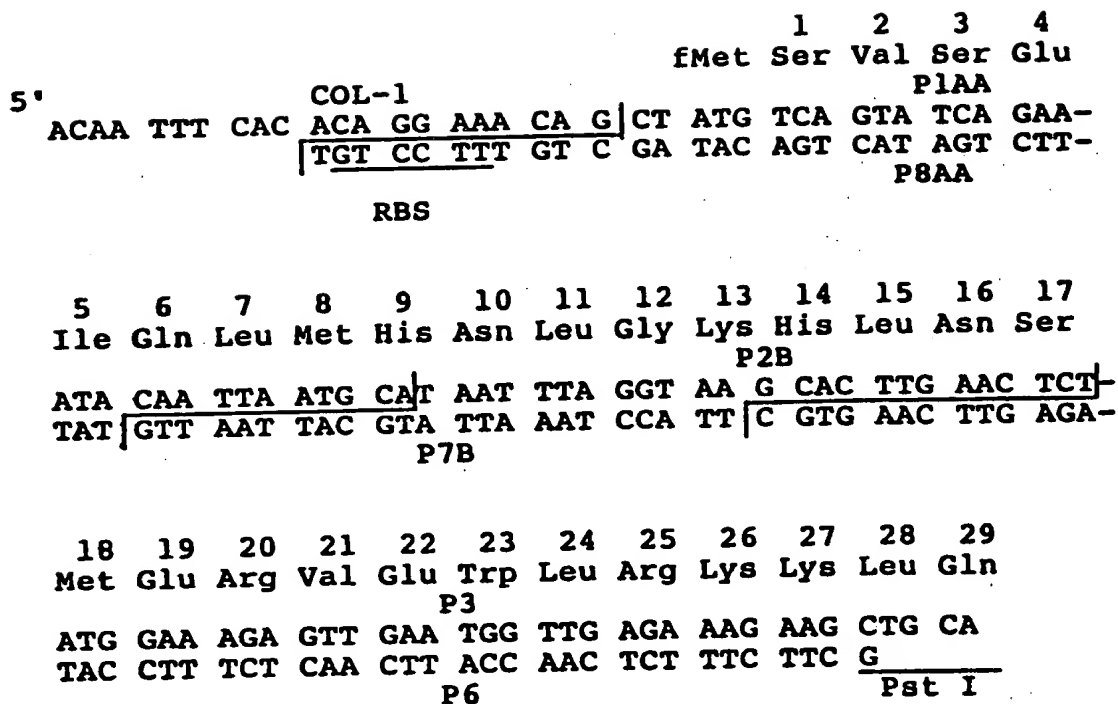 1 2 3 4
fMet Ser Val Ser Glu
COL-1 P1AA
5' ACAA TTT CAC ACA GG AAA CA G CT ATG TCA GTA TCA GAA-
TGT CC TTT GT C GA TAC AGT CAT AGT CTT-
P8AA
RBS
5 6 7 8 9 10 11 12 13 14 15 16 17
Ile Gln Leu Met His Asn Leu Gly Lys His Leu Asn Ser
P2B
ATA CAA TTA ATG CAT AAT TTA GGT AA G CAC TTG AAC TCT-
TAT GTT AAT TAC GTA TTA AAT CCA TT C GTG AAC TTG AGA-
P7B
18 19 20 21 22 23 24 25 26 27 28 29
Met Glu Arg Val Glu Trp Leu Arg Lys Lys Leu Gln
P3
ATG GAA AGA GTT GAA TGG TTG AGA AAG AAG CTG CA
TAC CTT TCT CAA CTT ACC AAC TCT TTC TTC G
P6 Pst I